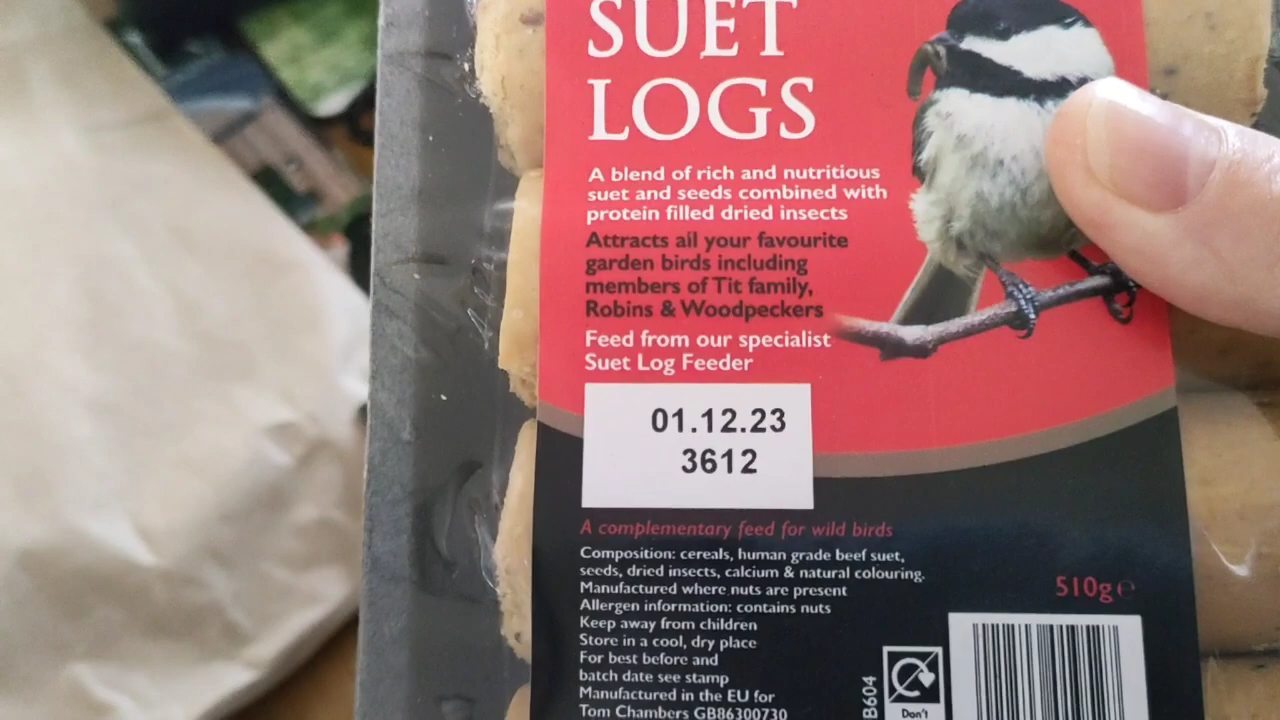 SUET
LOGS
A blend of rich and nutritious
suet and seeds combined with
protein filled dried insects
Attracts all your favourite
garden birds including
members of Tit family,
Robins & Woodpeckers
Feed from our specialist
Suet Log Feeder
01.12.23
3612
A complementary feed for wild birds
Composition: cereals, human grade beef suet,
seeds, dried insects, calcium & natural colouring.
Manufactured where nuts are present
Allergen information: contains nuts
Keep away from children
Store in a cool, dry place
For best before and
batch date see stamp
Manufactured in the EU for
Tom Chambers GB86300730
510g e
B604
Don't